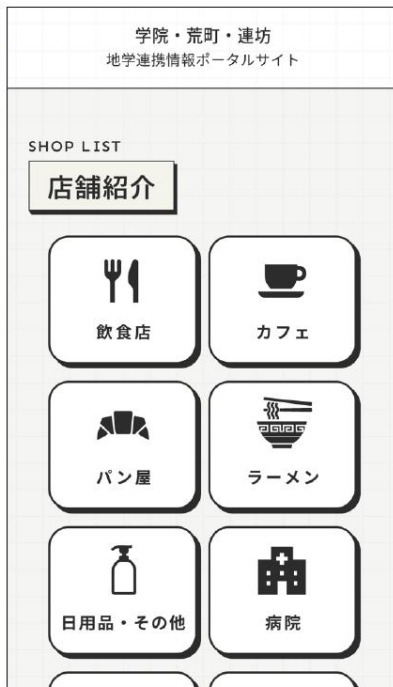 学院・荒町・連坊
地学連携情報ポータルサイト
SHOP LIST
店舗紹介
飲食店
カフェ
パン屋
ラーメン
日用品・その他
病院